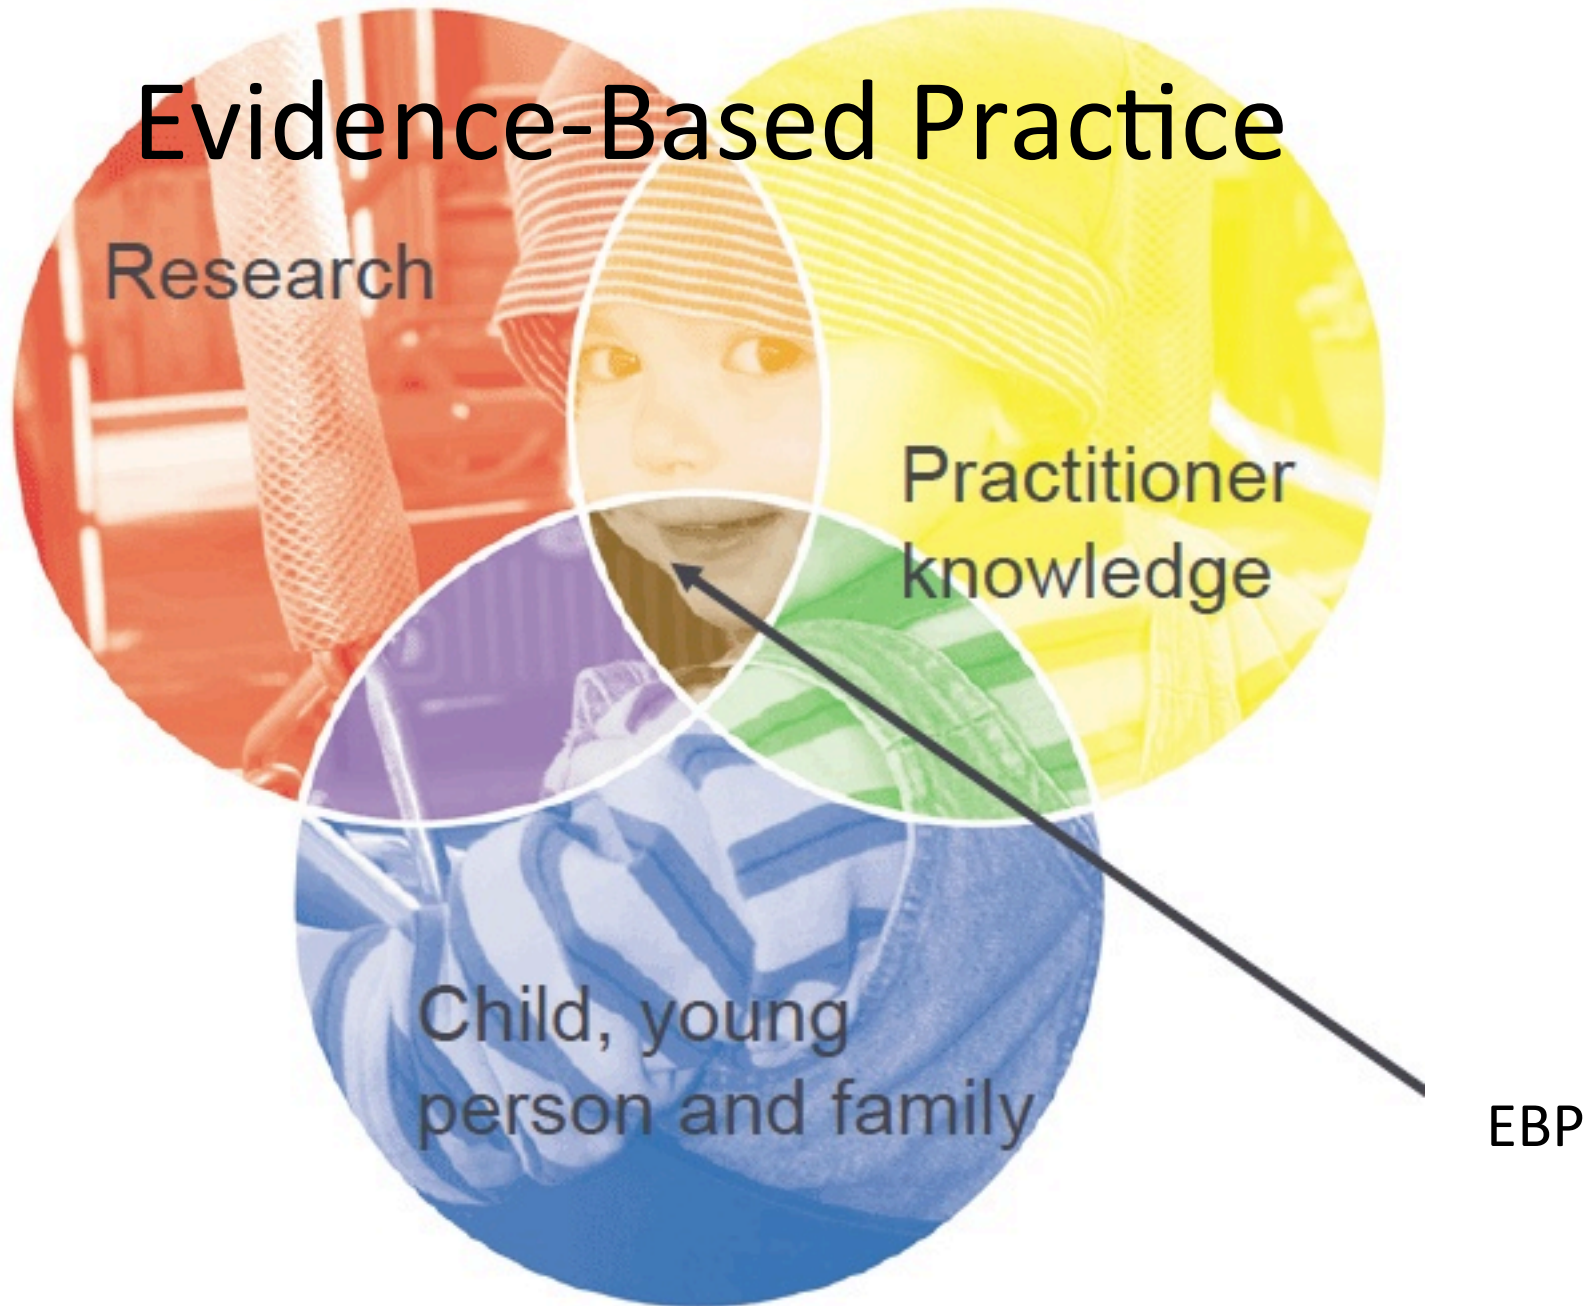 Evidence-Based Practice
Research
Practitioner
knowledge
Child, young
person and family
EBP